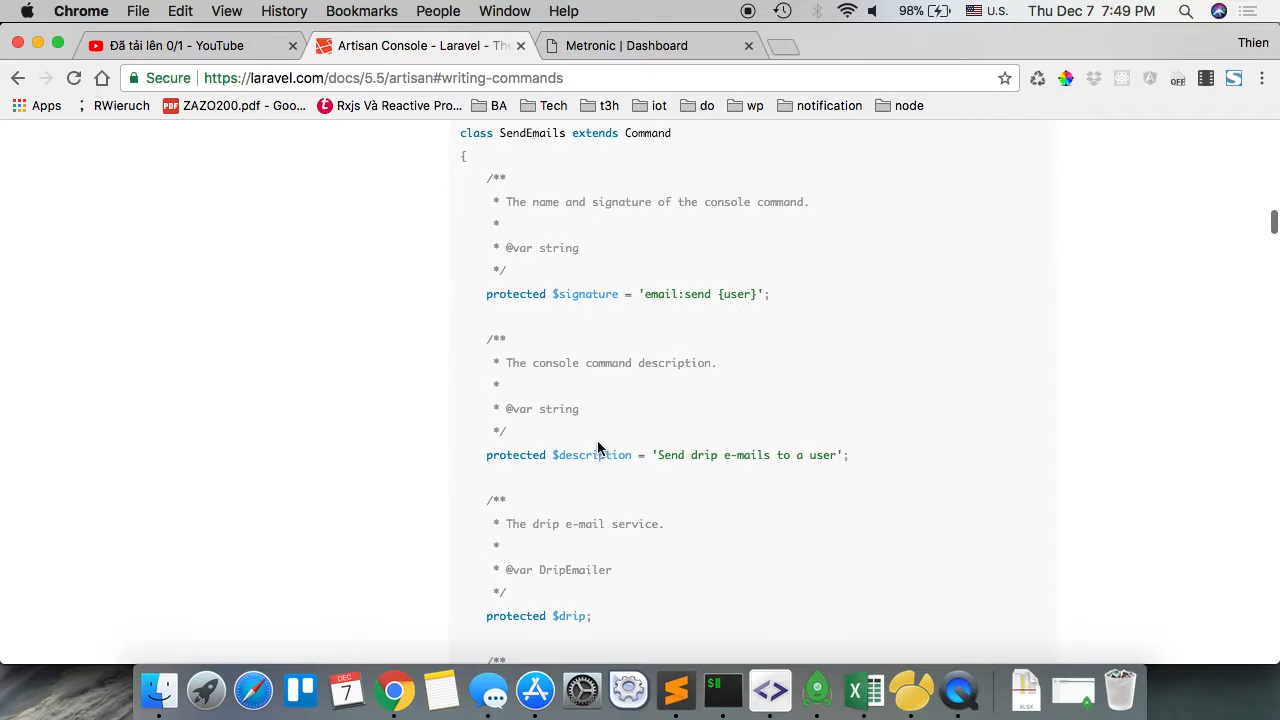 Chrome File Edit View History Bookmarks People Window Help 98% U.S. Thu Dec 7 7:49 PM
Đã tải lên 0/1 - YouTube Artisan Console - Laravel - The Metronic | Dashboard Thien
Secure https://laravel.com/docs/5.5/artisan#writing-commands OFF
Apps RWieruch PDF ZAZO200.pdf - Goo... Rxjs Và Reactive Pro... BA Tech t3h iot do wp notification node
class SendEmails extends Command
{
/**
* The name and signature of the console command.
*
* @var string
*/
protected $signature = 'email:send {user}';
/**
* The console command description.
*
* @var string
*/
protected $description = 'Send drip e-mails to a user';
/**
* The drip e-mail service.
*
* @var DripEmailer
*/
protected $drip;
/**
DEC
7
$
XLSX